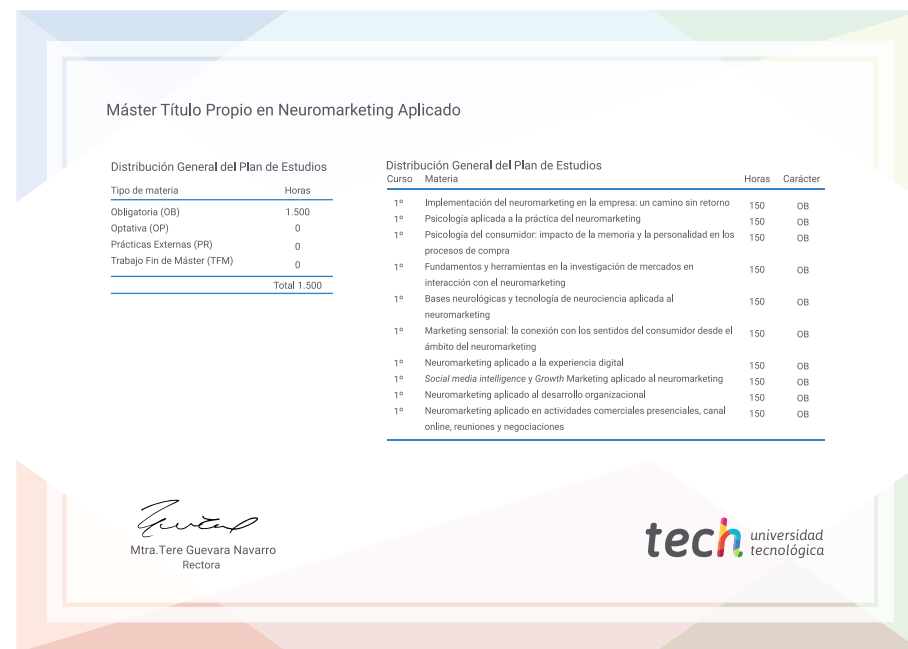 Máster Título Propio en Neuromarketing Aplicado
Distribución General del Plan de Estudios
Tipo de materia Horas
Obligatoria (OB) 1.500
Optativa (OP) 0
Prácticas Externas (PR) 0
Trabajo Fin de Máster (TFM) 0
Total 1.500
Distribución General del Plan de Estudios
Curso Materia Horas Carácter
1º Implementación del neuromarketing en la empresa: un camino sin retorno 150 OB
1º Psicología aplicada a la práctica del neuromarketing 150 OB
1º Psicología del consumidor: impacto de la memoria y la personalidad en los 150 OB
procesos de compra
1º Fundamentos y herramientas en la investigación de mercados en 150 OB
interacción con el neuromarketing
1º Bases neurológicas y tecnología de neurociencia aplicada al 150 OB
neuromarketing
1º Marketing sensorial: la conexión con los sentidos del consumidor desde el 150 OB
ámbito del neuromarketing
1º Neuromarketing aplicado a la experiencia digital 150 OB
1º Social media intelligence y Growth Marketing aplicado al neuromarketing 150 OB
1º Neuromarketing aplicado al desarrollo organizacional 150 OB
1º Neuromarketing aplicado en actividades comerciales presenciales, canal 150 OB
online, reuniones y negociaciones
Mtra.Tere Guevara Navarro
Rectora
tech universidad
tecnológica